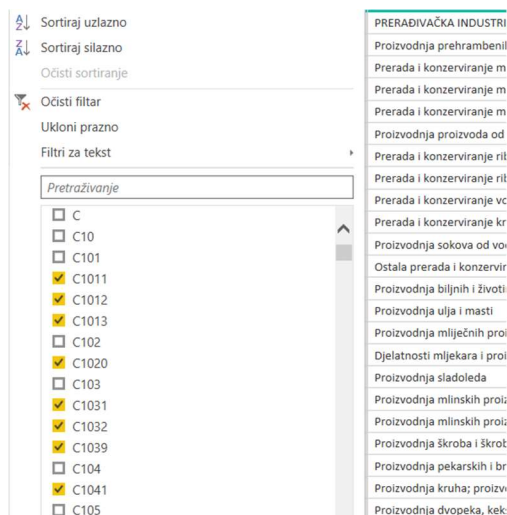 Sortiraj uzlazno
Sortiraj silazno
Očisti sortiranje
Očisti filtar
Ukloni prazno
Filtri za tekst
Pretraživanje
C
C10
C101
C1011
C1012
C1013
C102
C1020
C103
C1031
C1032
C1039
C104
C1041
C105
PRERAĐIVAČKA INDUSTRI
Proizvodnja prehrambenil
Prerada i konzerviranje m
Prerada i konzerviranje m
Prerada i konzerviranje m
Proizvodnja proizvoda od
Prerada i konzerviranje rib
Prerada i konzerviranje rib
Prerada i konzerviranje vo
Prerada i konzerviranje kr
Proizvodnja sokova od vo
Ostala prerada i konzervir
Proizvodnja biljnih i životi
Proizvodnja ulja i masti
Proizvodnja mliječnih proi
Djelatnosti mljekara i proi
Proizvodnja sladoleda
Proizvodnja mlinskih proiz
Proizvodnja mlinskih proiz
Proizvodnja škroba i škrob
Proizvodnja pekarskih i br
Proizvodnja kruha; proizv
Proizvodnja dvopeka, kek